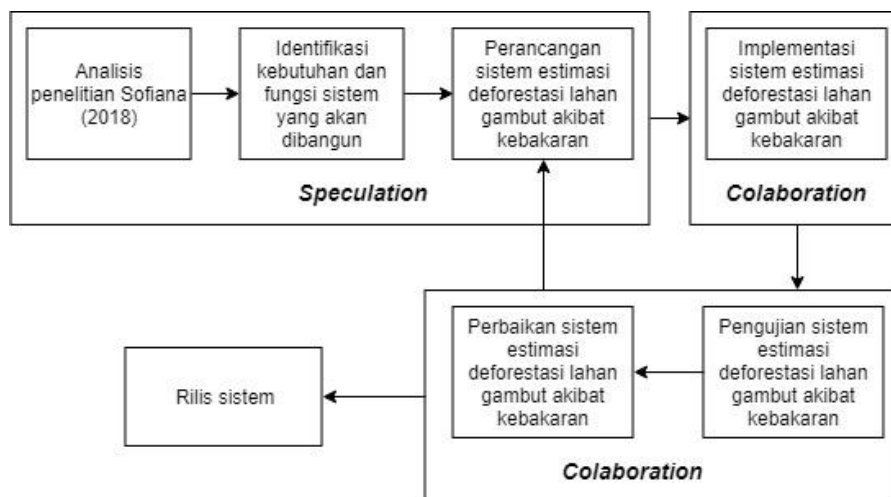 Analisis
penelitian Sofiana
(2018)
Identifikasi
kebutuhan dan
fungsi sistem
yang akan
dibangun
Perancangan
sistem estimasi
deforestasi lahan
gambut akibat
kebakaran
Speculation
Implementasi
sistem estimasi
deforestasi lahan
gambut akibat
kebakaran
Colaboration
Rilis sistem
Perbaikan sistem
estimasi
deforestasi lahan
gambut akibat
kebakaran
Pengujian sistem
estimasi
deforestasi lahan
gambut akibat
kebakaran
Colaboration